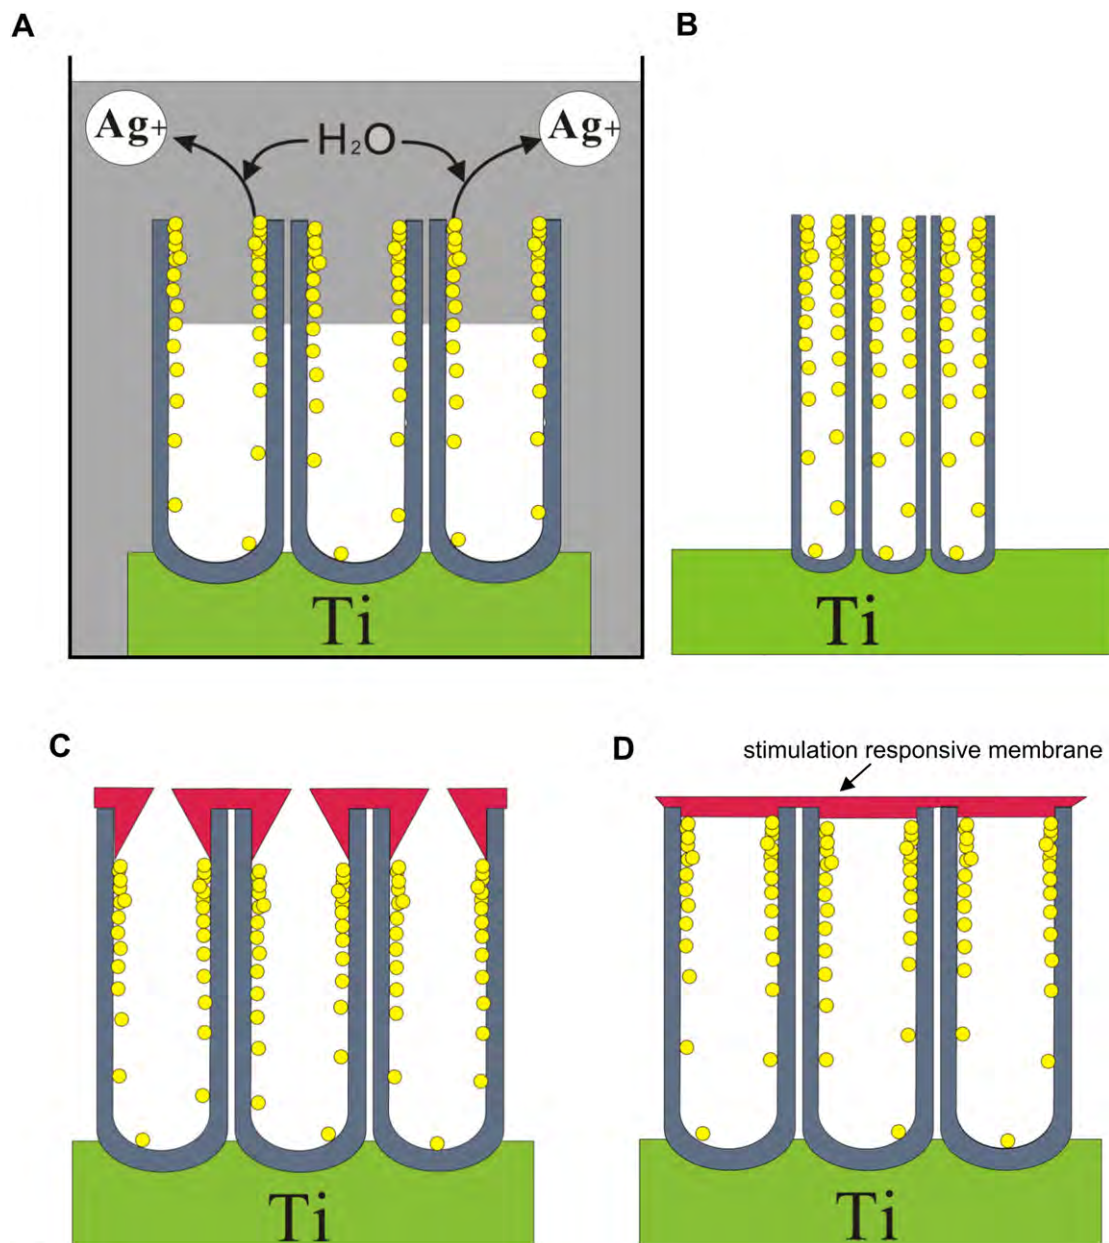 A
B
Ag+
H₂O
Ag+
Ti
Ti
C
D
stimulation responsive membrane
Ti
Ti